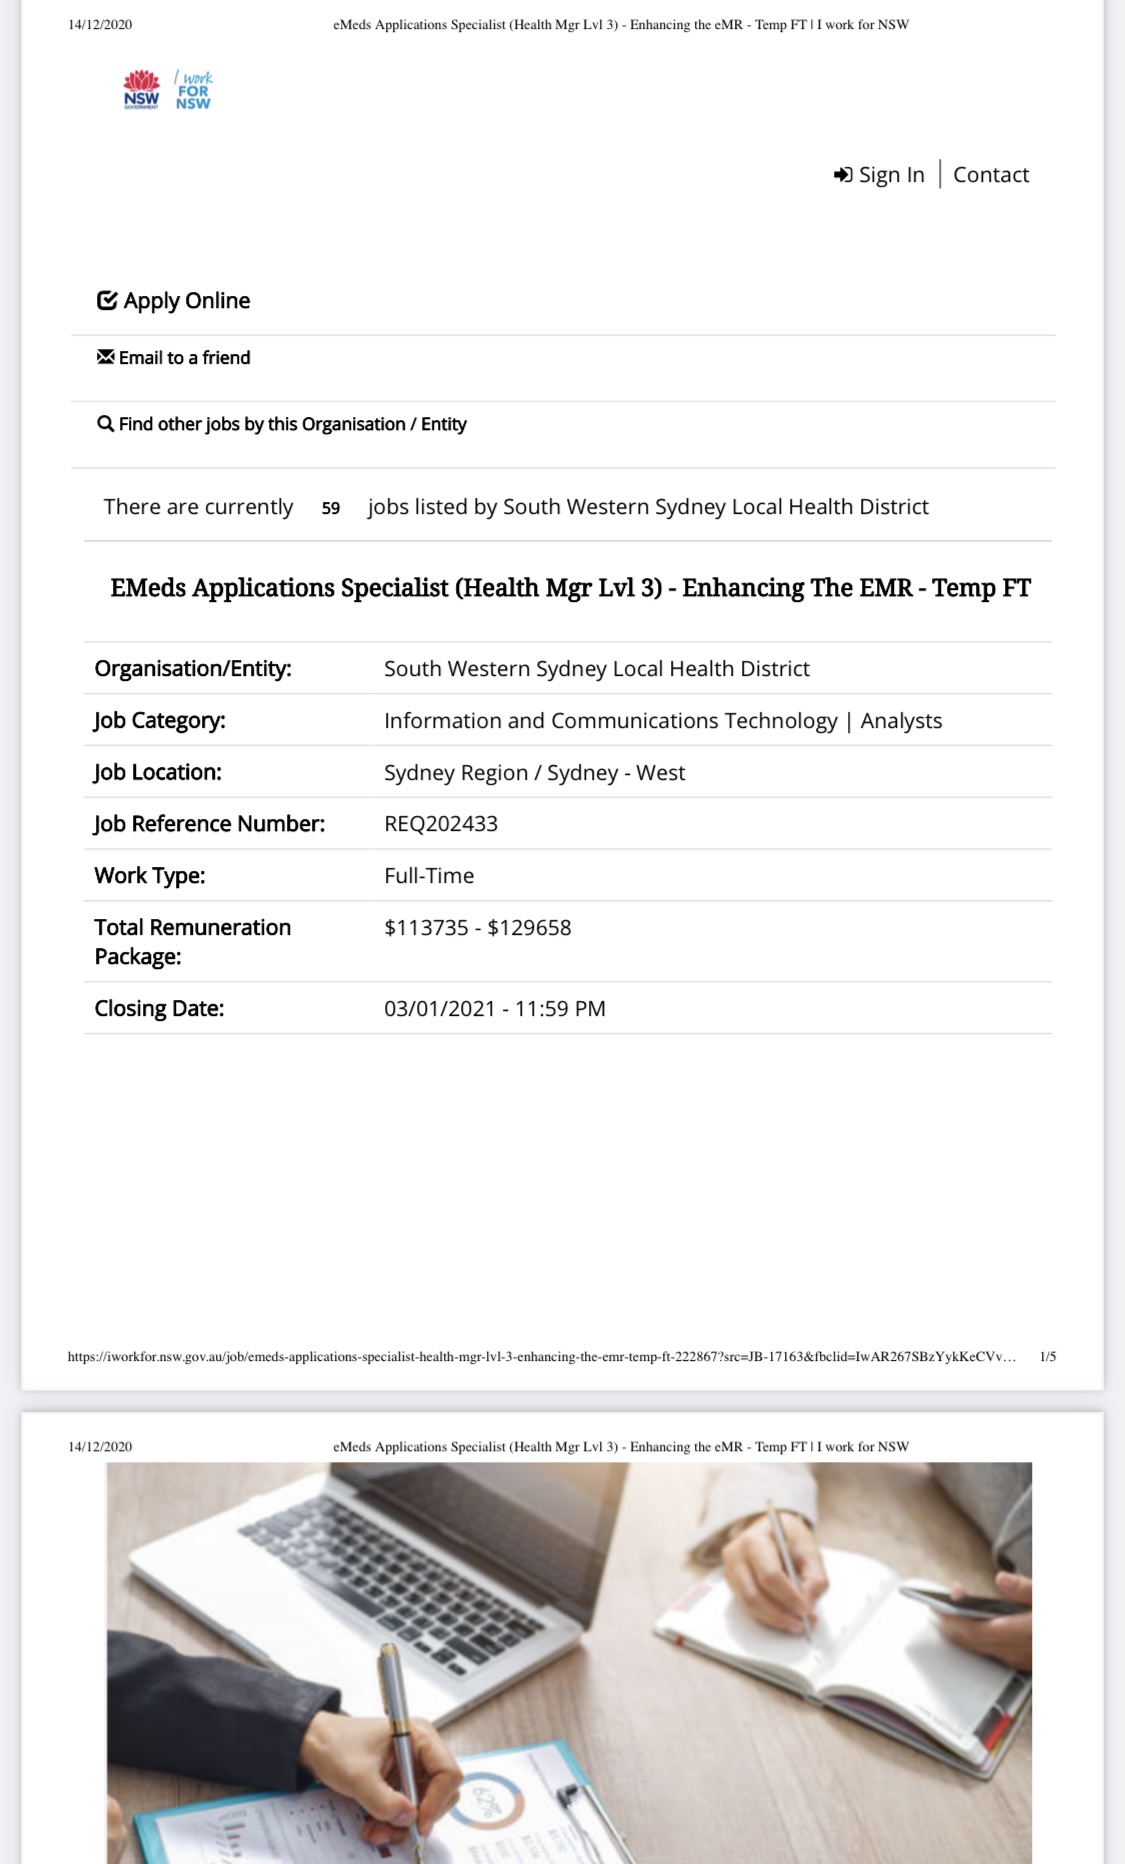 14/12/2020 eMeds Applications Specialist (Health Mgr Lvl 3) - Enhancing the eMR - Temp FT | I work for NSW
NSW
GOVERNMENT
I work
FOR
NSW
Sign In | Contact
Apply Online
Email to a friend
Find other jobs by this Organisation / Entity
There are currently 59 jobs listed by South Western Sydney Local Health District
EMeds Applications Specialist (Health Mgr Lvl 3) - Enhancing The EMR - Temp FT
Organisation/Entity: South Western Sydney Local Health District
Job Category: Information and Communications Technology | Analysts
Job Location: Sydney Region / Sydney - West
Job Reference Number: REQ202433
Work Type: Full-Time
Total Remuneration $113735 - $129658
Package:
Closing Date: 03/01/2021 - 11:59 PM
https://iworkfor.nsw.gov.au/job/emeds-applications-specialist-health-mgr-lvl-3-enhancing-the-emr-temp-ft-222867?src=JB-17163&fbclid=IwAR267SBzYykKeCVv… 1/5
14/12/2020 eMeds Applications Specialist (Health Mgr Lvl 3) - Enhancing the eMR - Temp FT | I work for NSW
62%